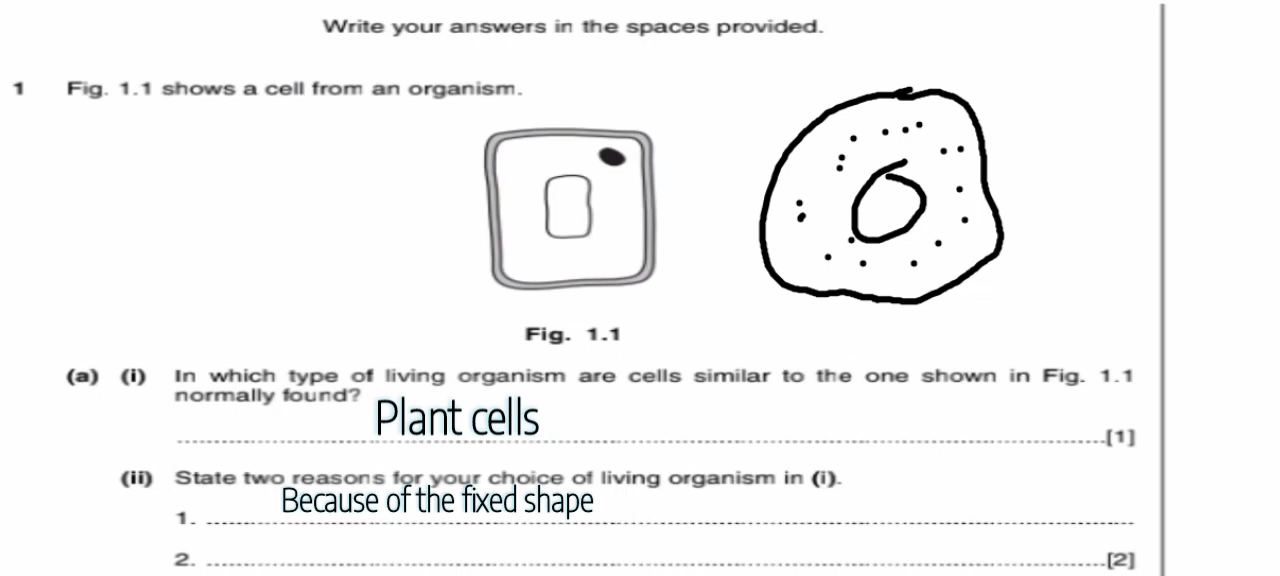 Write your answers in the spaces provided.
1 Fig. 1.1 shows a cell from an organism.
Fig. 1.1
(a) (i) In which type of living organism are cells similar to the one shown in Fig. 1.1
normally found?
Plant cells
[1]
(ii) State two reasons for your choice of living organism in (i).
Because of the fixed shape
1.
2. [2]